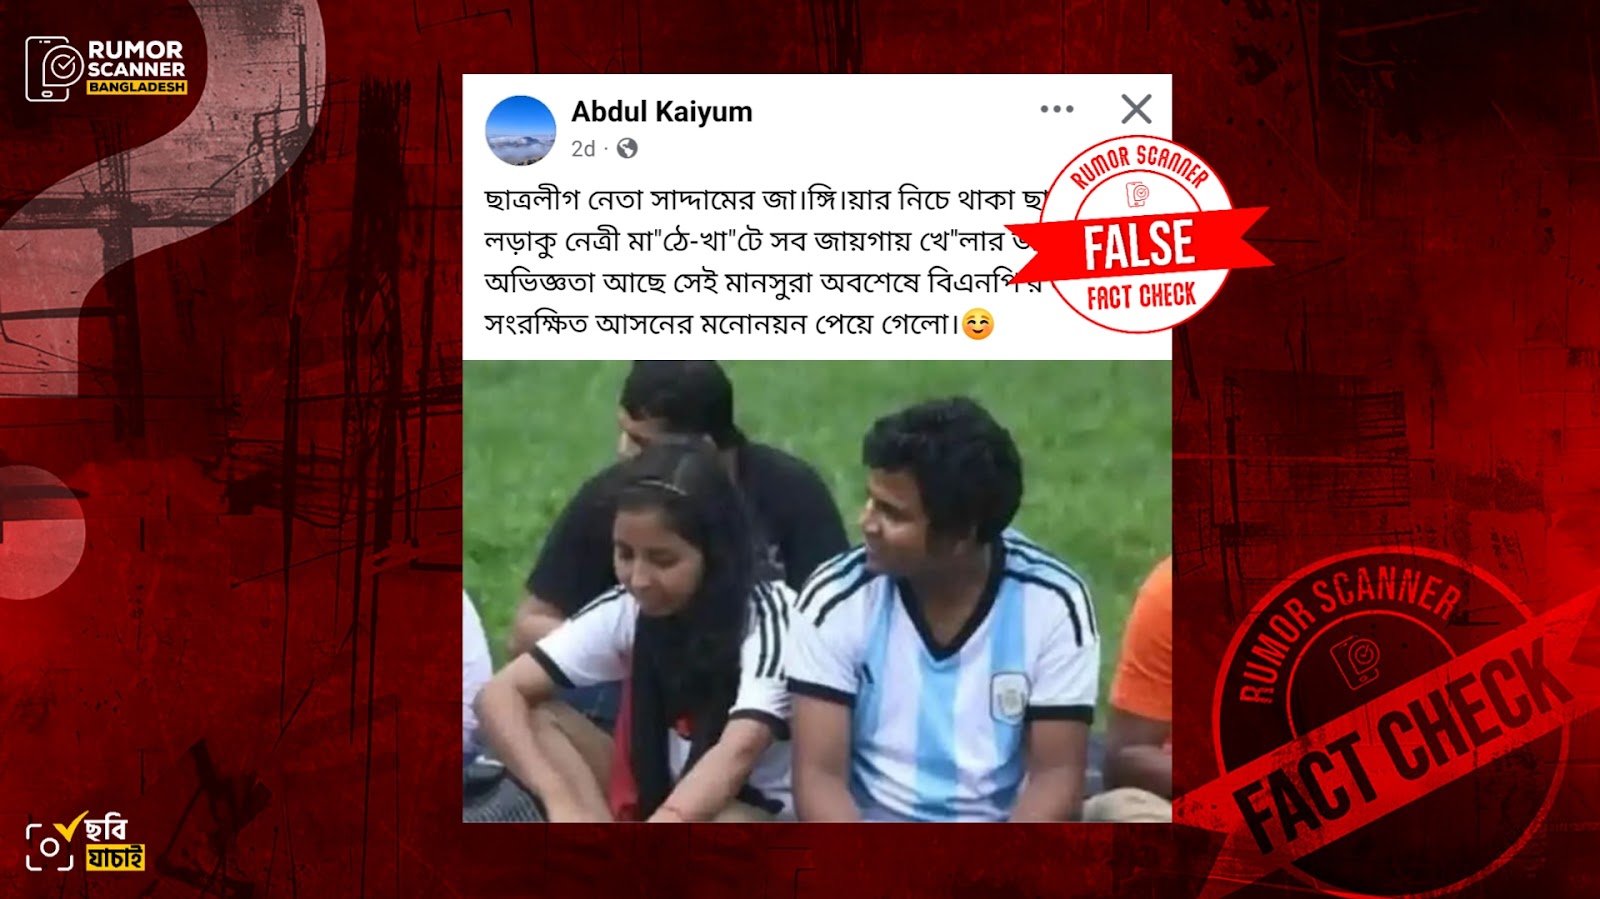 RUMOR
SCANNER
BANGLADESH
Abdul Kaiyum
2d ·
ছাত্রলীগ নেতা সাদ্দামের জা।ঙ্গি।য়ার নিচে থাকা
লড়াকু নেত্রী মা"ঠে-খা"টে সব জায়গায় খে"লার
অভিজ্ঞতা আছে সেই মানসুরা অবশেষে বিএনপি'র
সংরক্ষিত আসনের মনোনয়ন পেয়ে গেলো।😊
RUMOR SCANNER
FALSE
FACT CHECK
RUMOR SCANNER
FACT CHECK
ছবি
যাচাই